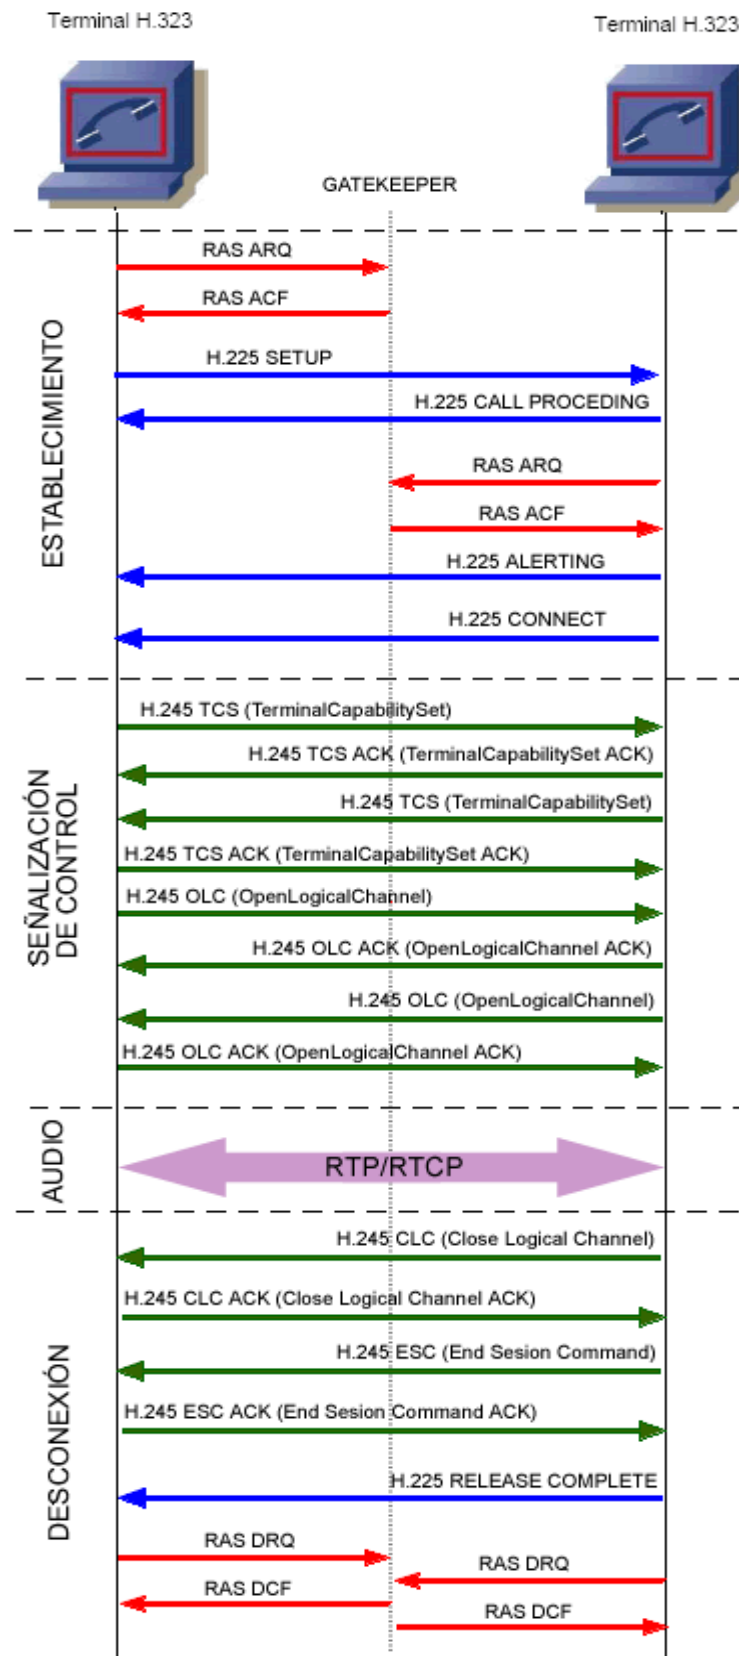 Terminal H.323
Terminal H.323
GATEKEEPER
ESTABLECIMIENTO
RAS ARQ
RAS ACF
H.225 SETUP
H.225 CALL PROCEDING
RAS ARQ
RAS ACF
H.225 ALERTING
H.225 CONNECT
SEÑALIZACIÓN
DE CONTROL
H.245 TCS (TerminalCapabilitySet)
H.245 TCS ACK (TerminalCapabilitySet ACK)
H.245 TCS (TerminalCapabilitySet)
H.245 TCS ACK (TerminalCapabilitySet ACK)
H.245 OLC (OpenLogicalChannel)
H.245 OLC ACK (OpenLogicalChannel ACK)
H.245 OLC (OpenLogicalChannel)
H.245 OLC ACK (OpenLogicalChannel ACK)
AUDIO
RTP/RTCP
DESCONEXIÓN
H.245 CLC (Close Logical Channel)
H.245 CLC ACK (Close Logical Channel ACK)
H.245 ESC (End Sesion Command)
H.245 ESC ACK (End Sesion Command ACK)
H.225 RELEASE COMPLETE
RAS DRQ
RAS DRQ
RAS DCF
RAS DCF